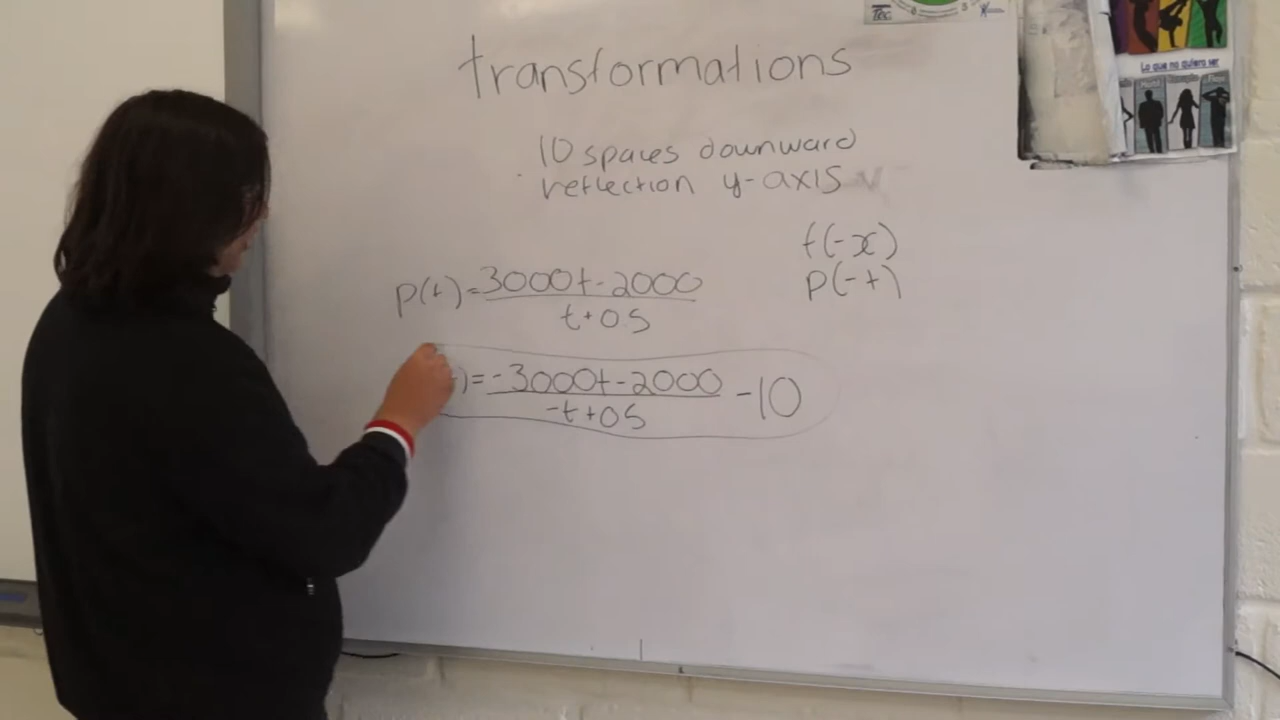 transformations
10 spaces downward
reflection y-axis
f(-x)
p(-t)
p(t)=3000t-2000
t+0.5
)=-3000t-2000 -10
-t+0.5
Tec
Lo que no quiero ser